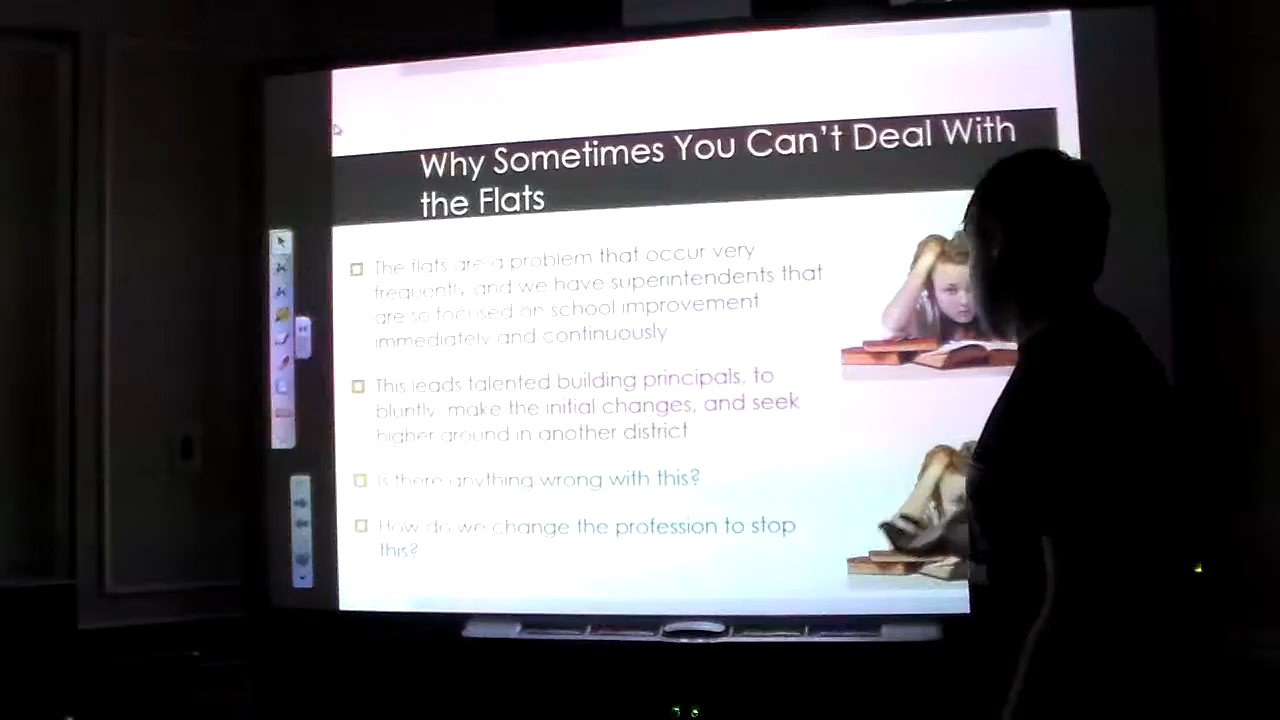 Why Sometimes You Can't Deal With
the Flats
The flats are a problem that occur very
frequently, and we have superintendents that
are so focused on school improvement
immediately and continuously
This leads talented building principals, to
bluntly, make the initial changes, and seek
higher ground in another district
Is there anything wrong with this?
How do we change the profession to stop
this?